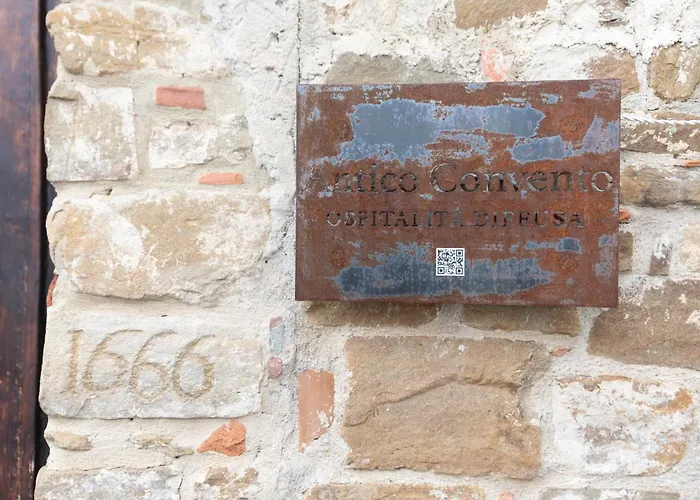 Antico Convento
OSPITALITÀ DIFFUSA
1666